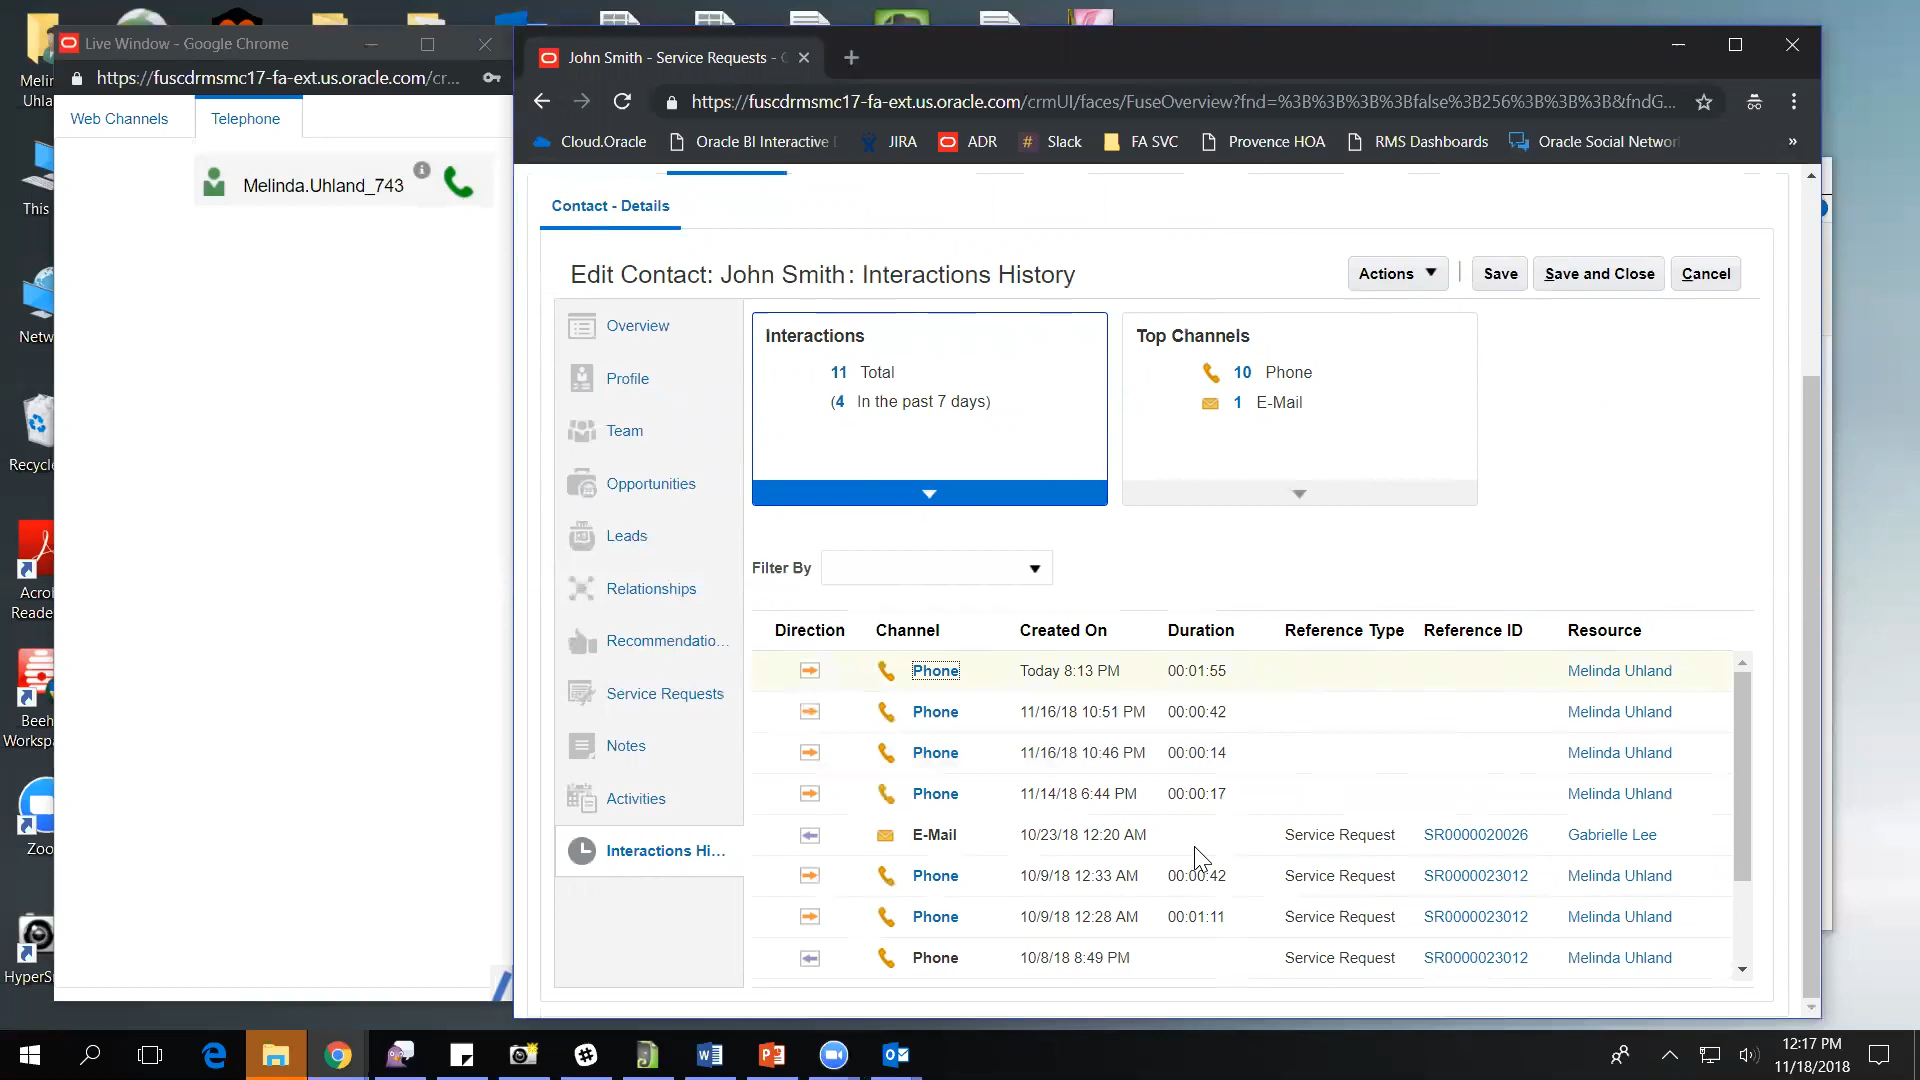 Live Window - Google Chrome
https://fuscdrmsmc17-fa-ext.us.oracle.com/cr...
Web Channels
Telephone
Melinda.Uhland_743
John Smith - Service Requests -
https://fuscdrmsmc17-fa-ext.us.oracle.com/crmUI/faces/FuseOverview?fnd=%3B%3B%3B%3Bfalse%3B256%3B%3B%3B&fndG...
Cloud.Oracle
Oracle BI Interactive
JIRA
ADR
Slack
FA SVC
Provence HOA
RMS Dashboards
Oracle Social Networ
»
Contact - Details
Edit Contact: John Smith: Interactions History
Actions
Save
Save and Close
Cancel
Overview
Profile
Team
Opportunities
Leads
Relationships
Recommendatio...
Service Requests
Notes
Activities
Interactions Hi...
Interactions
11 Total
(4 In the past 7 days)
Top Channels
10 Phone
1 E-Mail
Filter By
Direction Channel Created On Duration Reference Type Reference ID Resource
Phone Today 8:13 PM 00:01:55 Melinda Uhland
Phone 11/16/18 10:51 PM 00:00:42 Melinda Uhland
Phone 11/16/18 10:46 PM 00:00:14 Melinda Uhland
Phone 11/14/18 6:44 PM 00:00:17 Melinda Uhland
E-Mail 10/23/18 12:20 AM Service Request SR0000020026 Gabrielle Lee
Phone 10/9/18 12:33 AM 00:00:42 Service Request SR0000023012 Melinda Uhland
Phone 10/9/18 12:28 AM 00:01:11 Service Request SR0000023012 Melinda Uhland
Phone 10/8/18 8:49 PM Service Request SR0000023012 Melinda Uhland
Melin
Uhla
This
Netw
Recycle
Acro
Reade
Beeh
Worksp
Zoo
HyperSn
12:17 PM
11/18/2018